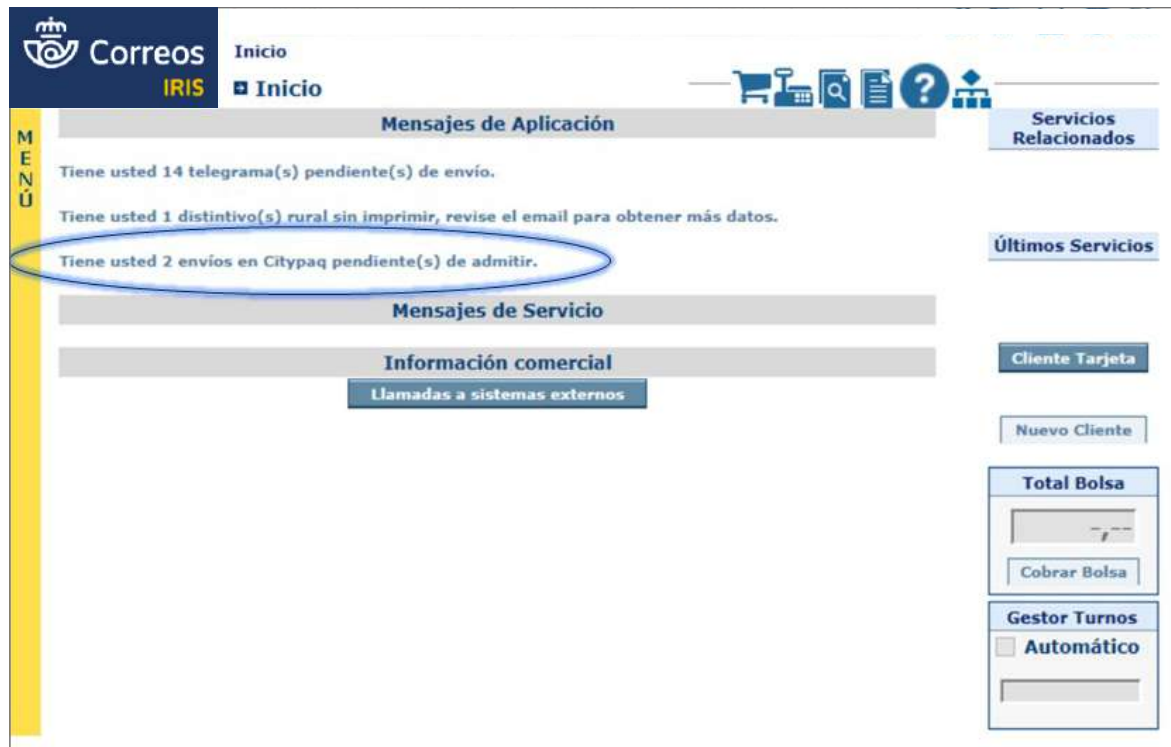 Correos
IRIS
Inicio
Inicio
MENÚ
Mensajes de Aplicación
Tiene usted 14 telegrama(s) pendiente(s) de envío.
Tiene usted 1 distintivo(s) rural sin imprimir, revise el email para obtener más datos.
Tiene usted 2 envíos en Citypaq pendiente(s) de admitir.
Mensajes de Servicio
Información comercial
Llamadas a sistemas externos
Servicios
Relacionados
Últimos Servicios
Cliente Tarjeta
Nuevo Cliente
Total Bolsa
-,--
Cobrar Bolsa
Gestor Turnos
Automático